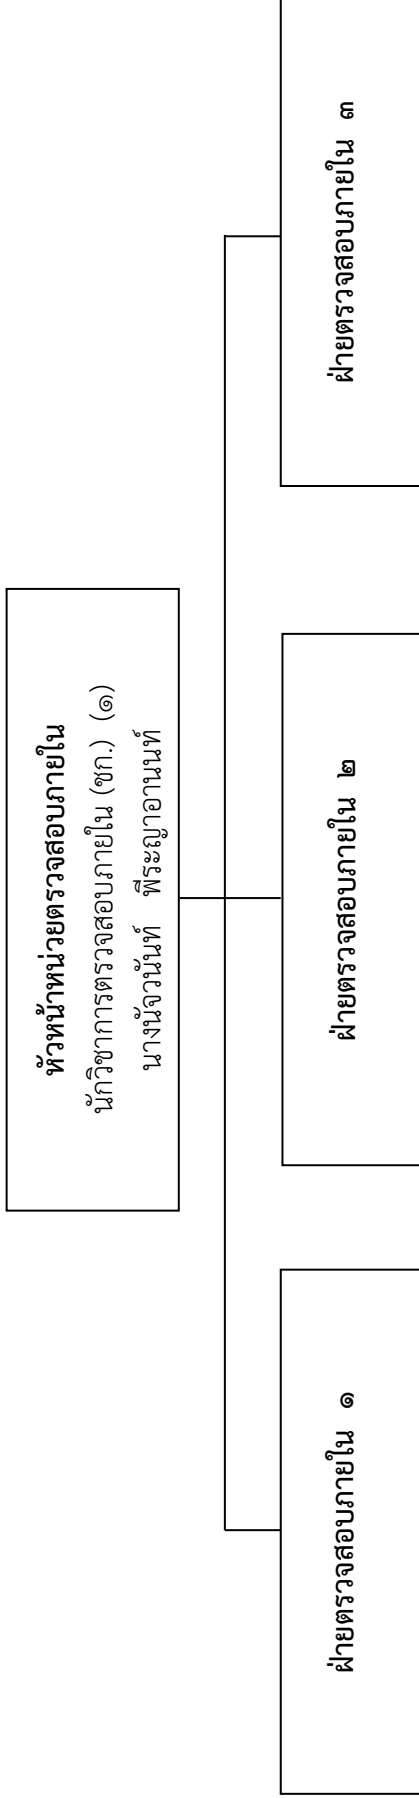 หัวหน้าหน่วยตรวจสอบภายใน
นักวิชาการตรวจสอบภายใน (ชก.) (๑)
นางนัจวนันท์ พีระญาอานนท์
ฝ่ายตรวจสอบภายใน ๑
ฝ่ายตรวจสอบภายใน ๒
ฝ่ายตรวจสอบภายใน ๓